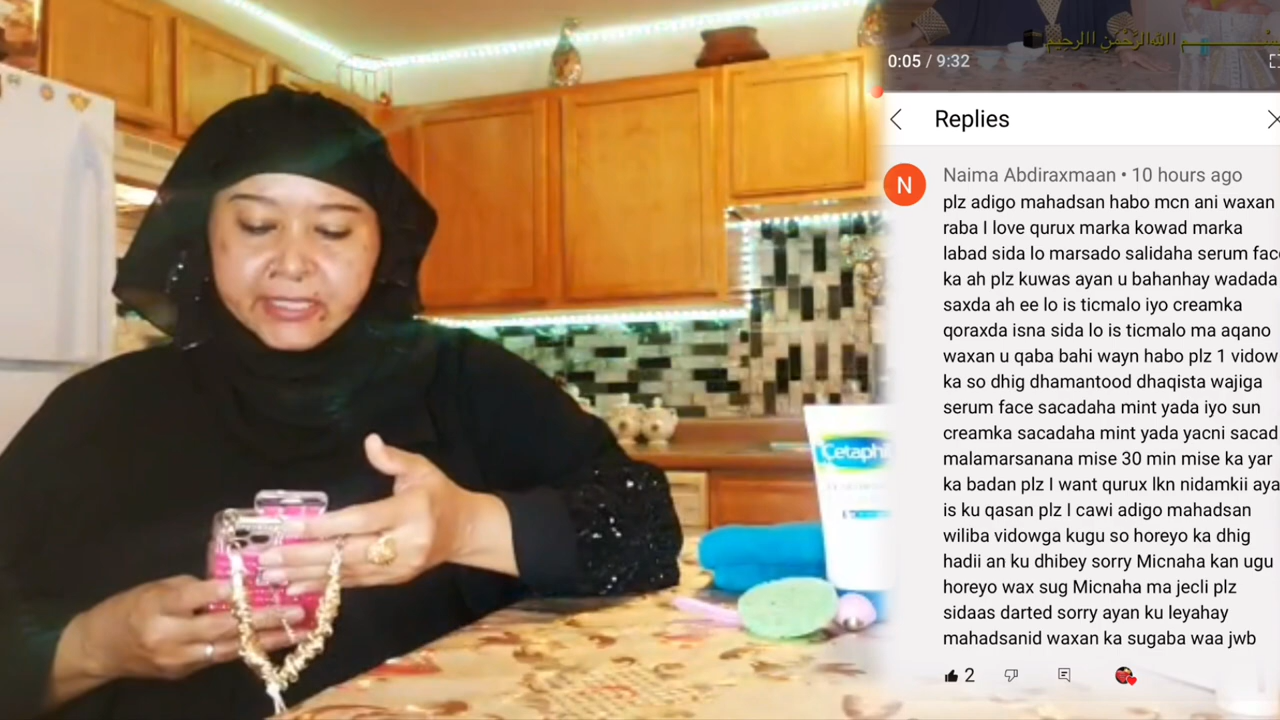 بسم الله الرحمن الرحيم
0:05 / 9:32
Replies
N
Naima Abdiraxmaan • 10 hours ago
plz adigo mahadsan habo mcn ani waxan
raba I love qurux marka kowad marka
labad sida lo marsado salidaha serum fac
ka ah plz kuwas ayan u bahanhay wadada
saxda ah ee lo is ticmalo iyo creamka
qoraxda isna sida lo is ticmalo ma aqano
waxan u qaba bahi wayn habo plz 1 vidow
ka so dhig dhamantood dhaqista wajiga
serum face sacadaha mint yada iyo sun
creamka sacadaha mint yada yacni sacad
malamarsanana mise 30 min mise ka yar
ka badan plz I want qurux lkn nidamkii aya
is ku qasan plz I cawi adigo mahadsan
wiliba vidowga kugu so horeyo ka dhig
hadii an ku dhibey sorry Micnaha kan ugu
horeyo wax sug Micnaha ma jecli plz
sidaas darted sorry ayan ku leyahay
mahadsanid waxan ka sugaba waa jwb
2
Cetaphi